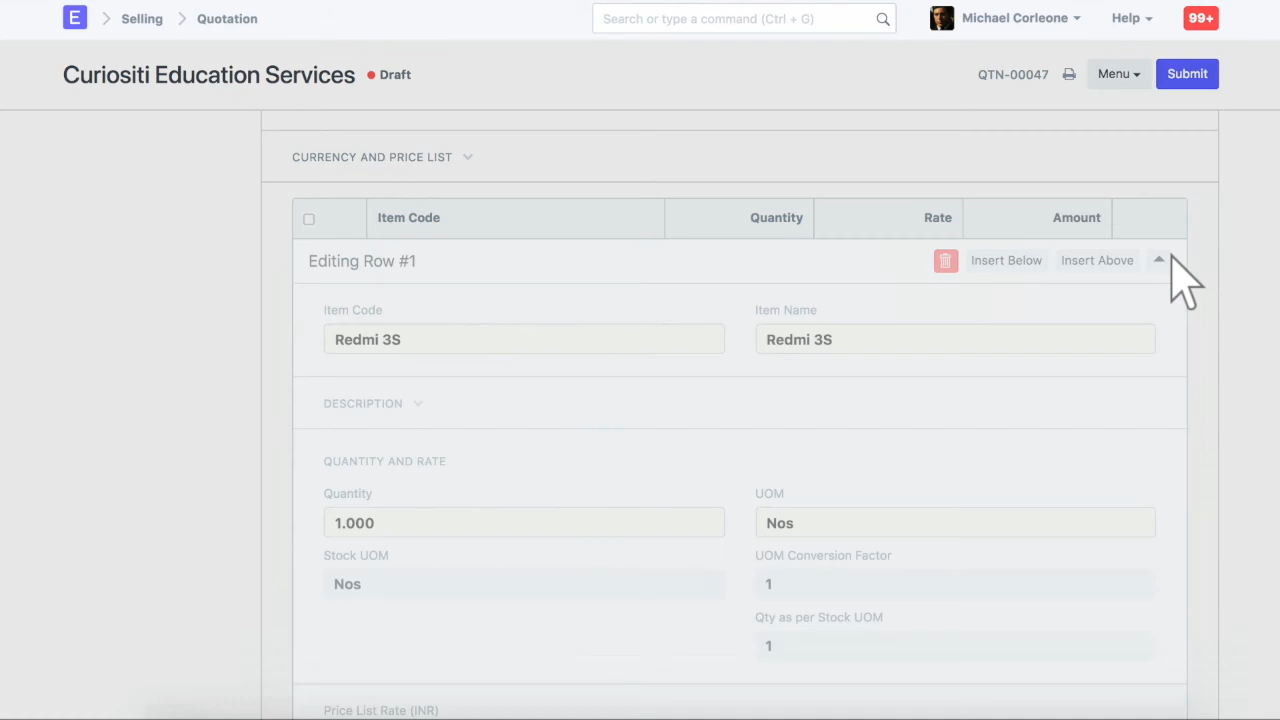 E Selling Quotation Search or type a command (Ctrl + G) Michael Corleone Help 99+
Curiositi Education Services Draft QTN-00047 Menu Submit
CURRENCY AND PRICE LIST
Item Code Quantity Rate Amount
Editing Row #1 Insert Below Insert Above
Item Code Item Name
Redmi 3S Redmi 3S
DESCRIPTION
QUANTITY AND RATE
Quantity UOM
1.000 Nos
Stock UOM UOM Conversion Factor
Nos 1
Qty as per Stock UOM
1
Price List Rate (INR)